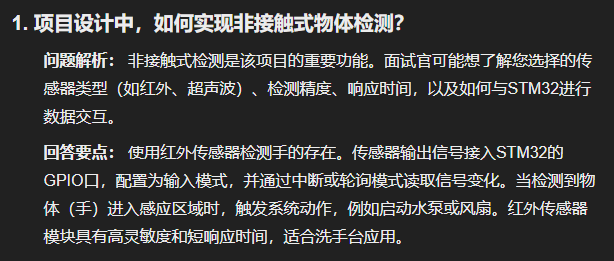 1. 项目设计中，如何实现非接触式物体检测？
问题解析： 非接触式检测是该项目的重要功能。面试官可能想了解您选择的传
感器类型（如红外、超声波）、检测精度、响应时间，以及如何与STM32进行
数据交互。
回答要点： 使用红外传感器检测手的存在。传感器输出信号接入STM32的
GPIO口，配置为输入模式，并通过中断或轮询模式读取信号变化。当检测到物
体（手）进入感应区域时，触发系统动作，例如启动水泵或风扇。红外传感器
模块具有高灵敏度和短响应时间，适合洗手台应用。